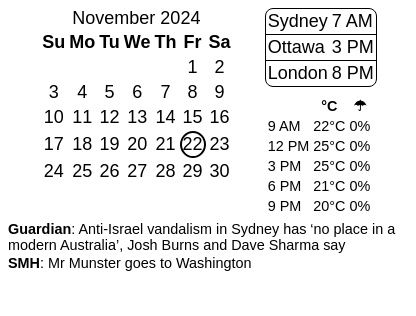 November 2024
Su Mo Tu We Th Fr Sa
1 2
3 4 5 6 7 8 9
10 11 12 13 14 15 16
17 18 19 20 21 22 23
24 25 26 27 28 29 30
Sydney 7 AM
Ottawa 3 PM
London 8 PM
°C ☂
9 AM 22°C 0%
12 PM 25°C 0%
3 PM 25°C 0%
6 PM 21°C 0%
9 PM 20°C 0%
Guardian: Anti-Israel vandalism in Sydney has ‘no place in a
modern Australia’, Josh Burns and Dave Sharma say
SMH: Mr Munster goes to Washington